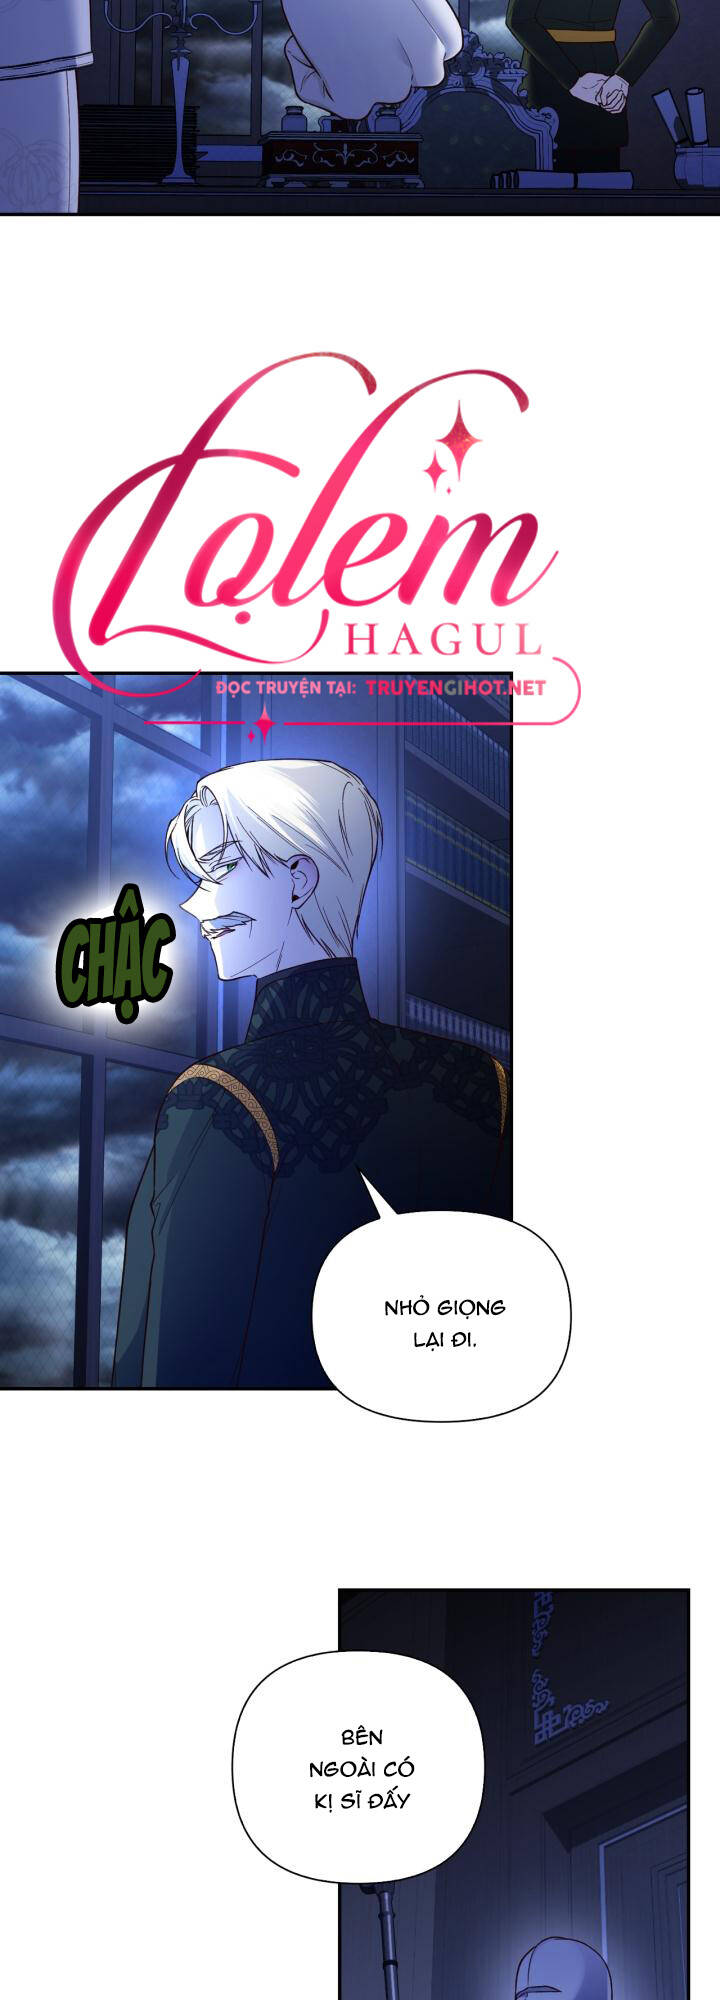 Lọlem
HAGUL
ĐỌC TRUYỆN TẠI: TRUYENGIHOT.NET
CHẬC
NHỎ GIỌNG
LẠI ĐI.
BÊN
NGOÀI CÓ
KỊ SĨ ĐẤY